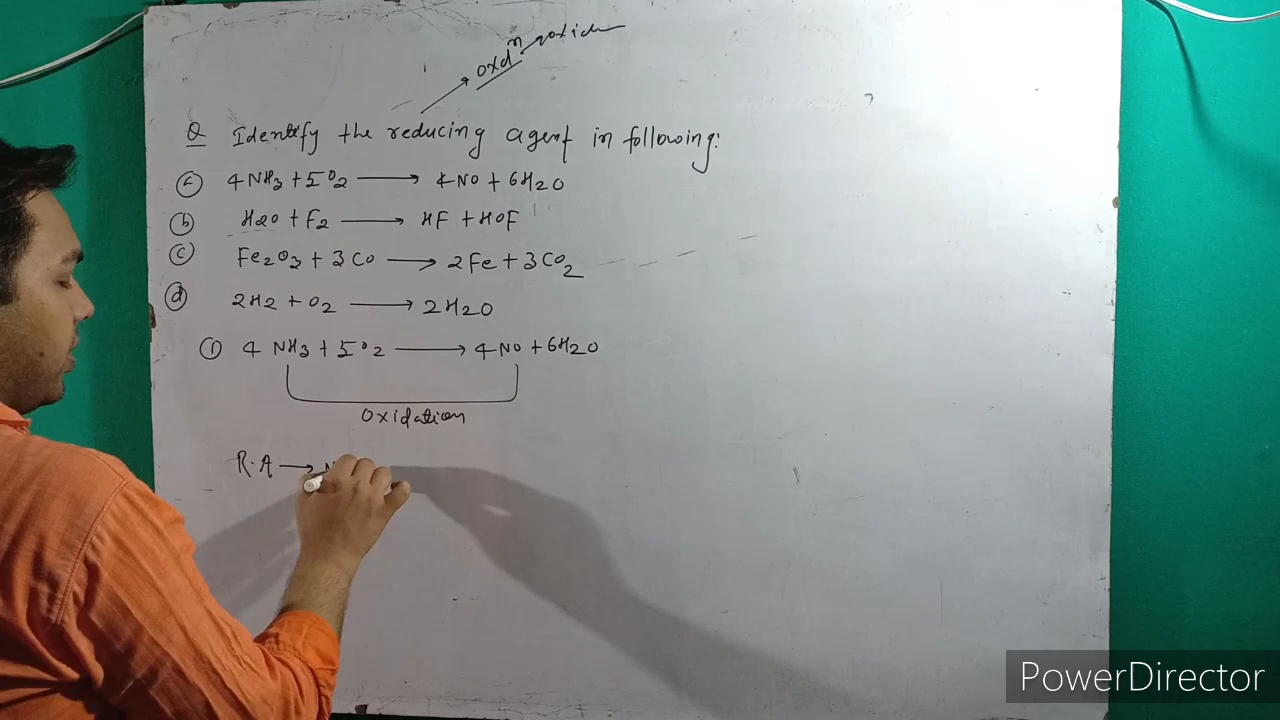 oxdⁿ
Q Identify the reducing agent in following:
(a) 4NH3 + 5O2 ⟶ 4NO + 6H2O
(b) H2O + F2 ⟶ HF + HOF
(c) Fe2O3 + 3CO ⟶ 2Fe + 3CO2
(d) 2H2 + O2 ⟶ 2H2O
(1) 4NH3 + 5O2 ⟶ 4NO + 6H2O
Oxidation
R.A ⟶ N
PowerDirector